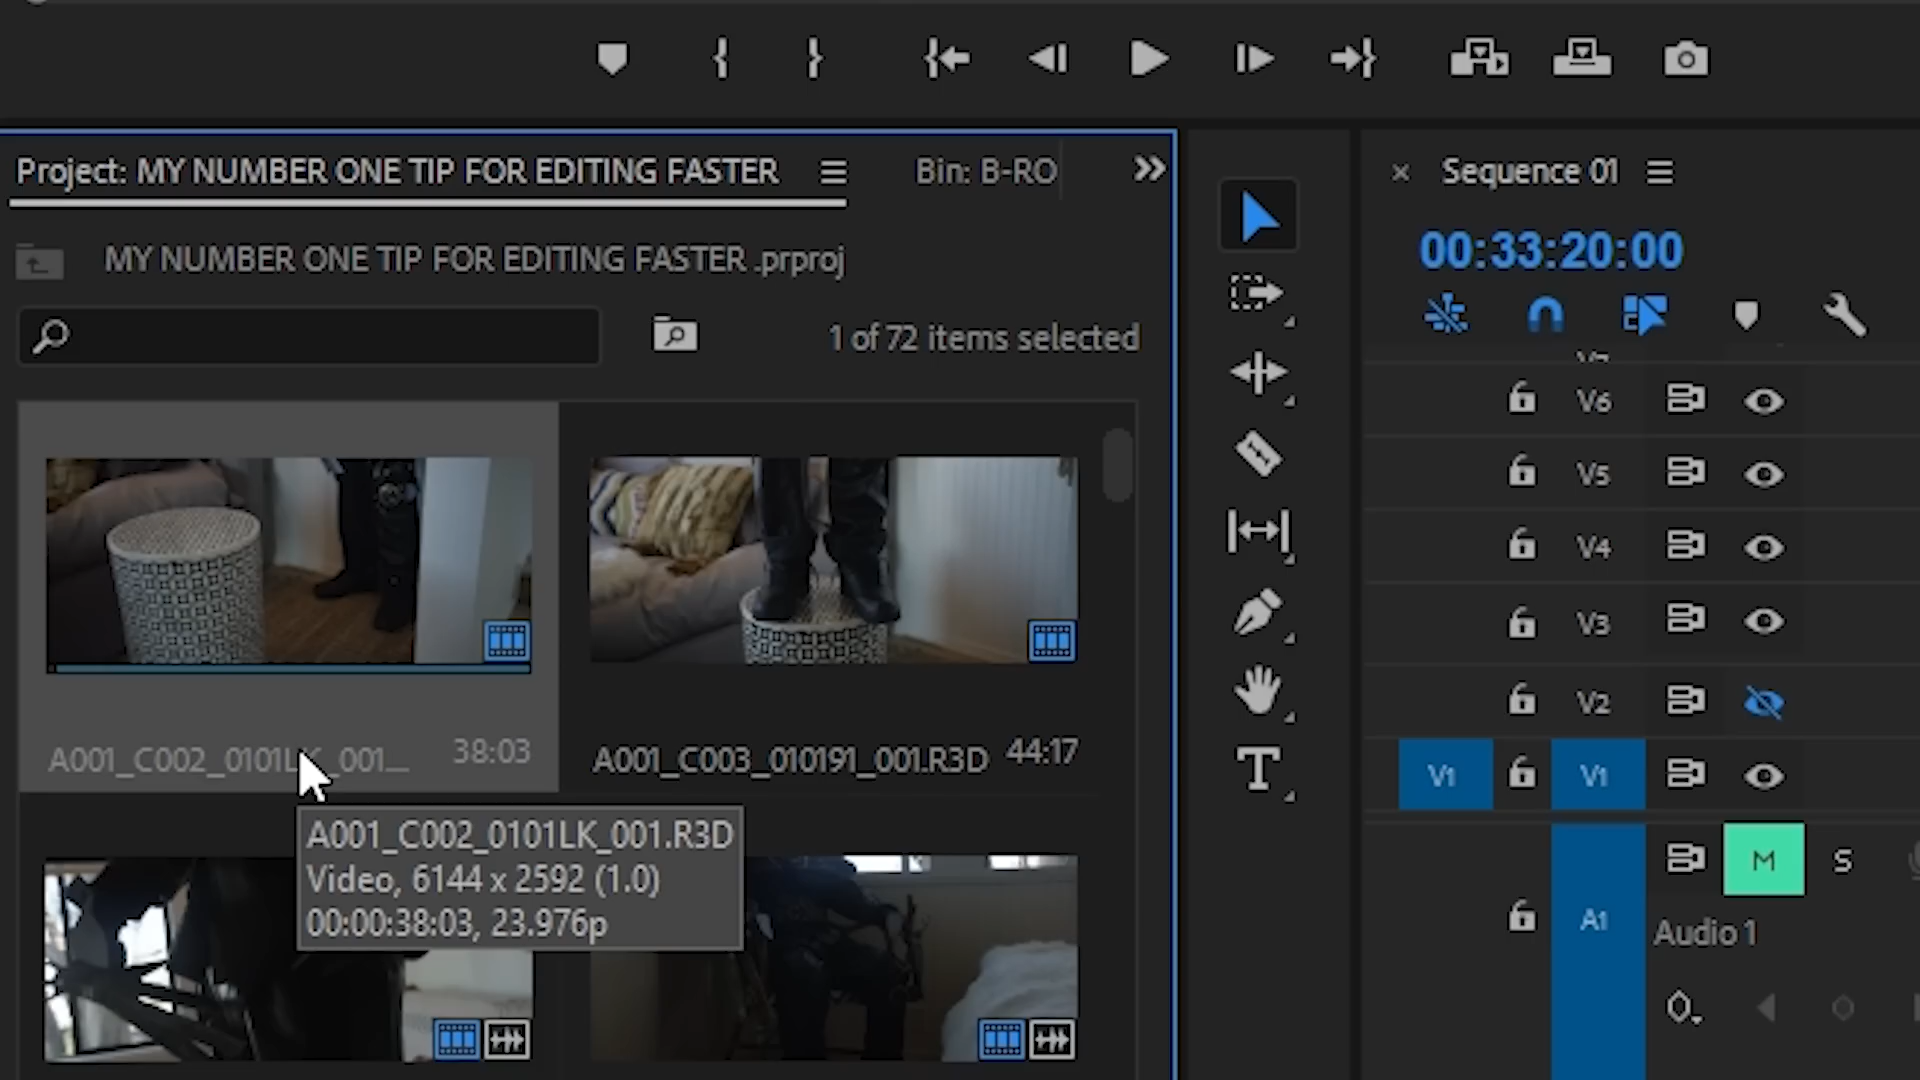 Project: MY NUMBER ONE TIP FOR EDITING FASTER
Bin: B-RO
Sequence 01
MY NUMBER ONE TIP FOR EDITING FASTER .prproj
00:33:20:00
1 of 72 items selected
V6
V5
V4
V3
V2
V1
V1
A001_C002_0101LK_001...
38:03
A001_C003_010191_001.R3D
44:17
A001_C002_0101LK_001.R3D
Video, 6144 x 2592 (1.0)
00:00:38:03, 23.976p
M
S
A1
Audio 1